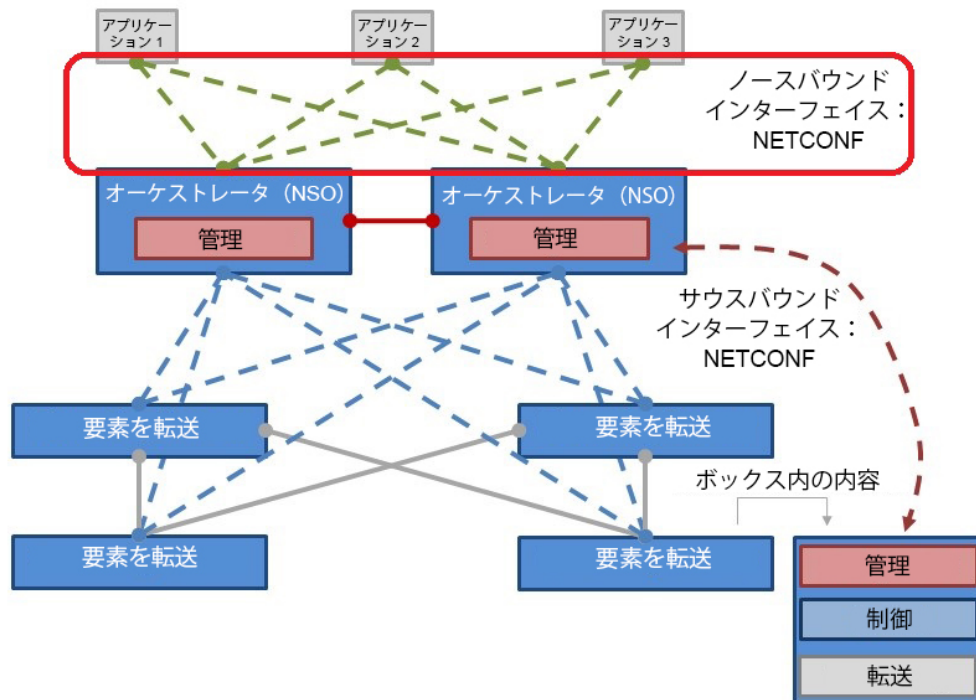 アプリケー
ション 1
アプリケー
ション 2
アプリケー
ション 3
ノースバウンド
インターフェイス：
NETCONF
オーケストレータ（NSO）
管理
オーケストレータ（NSO）
管理
サウスバウンド
インターフェイス：
NETCONF
要素を転送
要素を転送
ボックス内の内容
要素を転送
要素を転送
管理
制御
転送